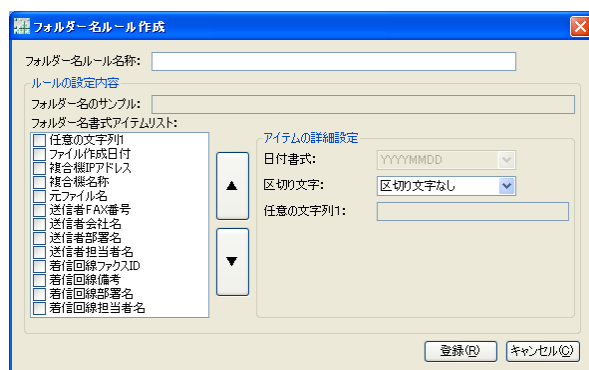 フォルダー名ルール作成
フォルダー名ルール名称:
ルールの設定内容
フォルダー名のサンプル:
フォルダー名書式アイテムリスト:
任意の文字列1
ファイル作成日付
複合機IPアドレス
複合機名称
元ファイル名
送信者FAX番号
送信者会社名
送信者部署名
送信者担当者名
着信回線ファクスID
着信回線備考
着信回線部署名
着信回線担当者名
▲
▼
アイテムの詳細設定
日付書式: YYYYMMDD
区切り文字: 区切り文字なし
任意の文字列1:
登録(R) キャンセル(C)